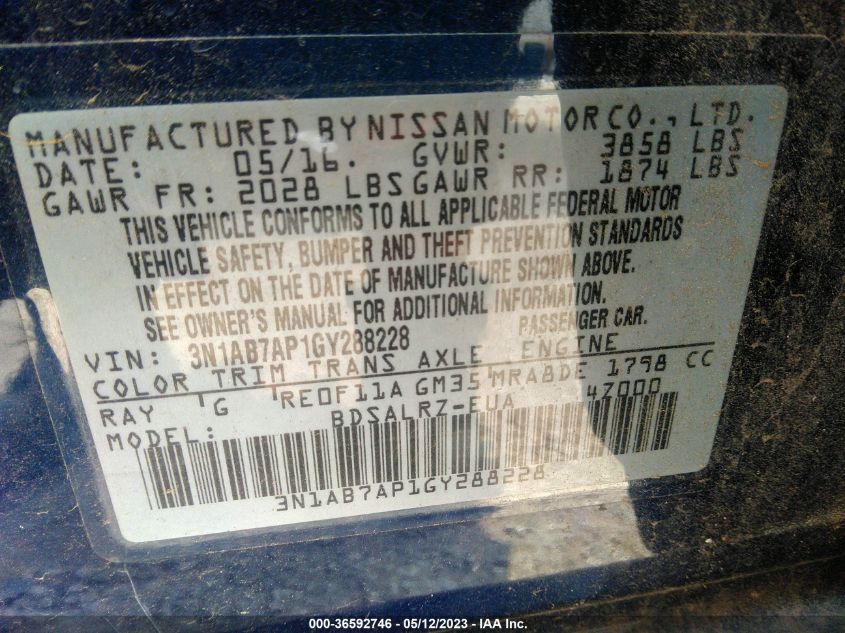 MANUFACTURED BY NISSAN MOTOR CO., LTD.
DATE: 05/16. GVWR: 3858 LBS
GAWR FR: 2028 LBS GAWR RR: 1874 LBS
THIS VEHICLE CONFORMS TO ALL APPLICABLE FEDERAL MOTOR
VEHICLE SAFETY, BUMPER AND THEFT PREVENTION STANDARDS
IN EFFECT ON THE DATE OF MANUFACTURE SHOWN ABOVE.
SEE OWNER'S MANUAL FOR ADDITIONAL INFORMATION.
VIN: 3N1AB7AP1GY288228 PASSENGER CAR.
COLOR TRIM TRANS AXLE ENGINE
RAY G RE0F11A GM35 MRA8DE 1798 CC
MODEL: BDSALRZ-EUA 4Z000
3N1AB7AP1GY288228
000-36592746 - 05/12/2023 - IAA Inc.